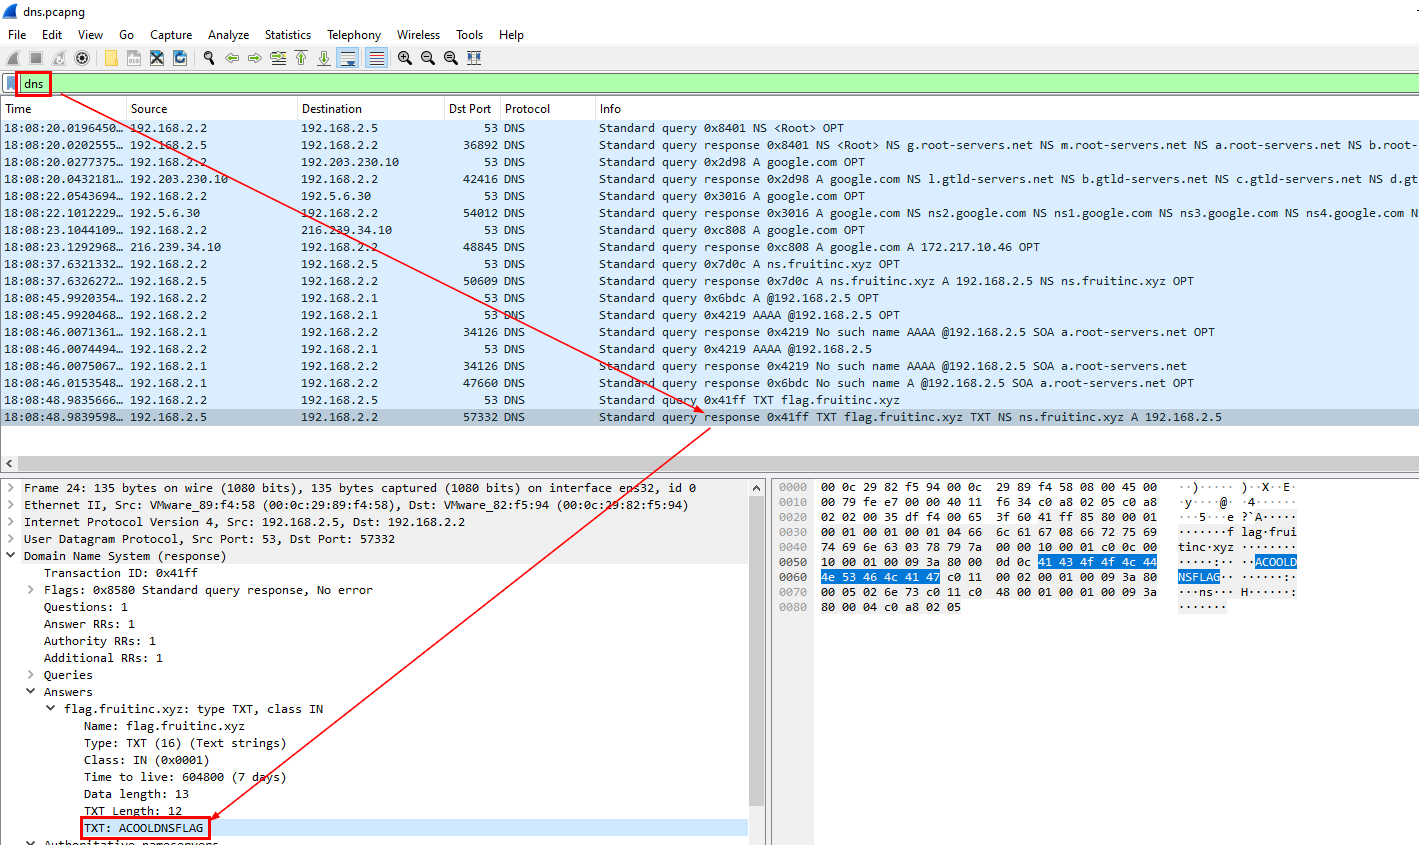 dns.pcapng
File Edit View Go Capture Analyze Statistics Telephony Wireless Tools Help
dns
Time Source Destination Dst Port Protocol Info
18:08:20.0196450… 192.168.2.2 192.168.2.5 53 DNS Standard query 0x8401 NS <Root> OPT
18:08:20.0202555… 192.168.2.5 192.168.2.2 36892 DNS Standard query response 0x8401 NS <Root> NS g.root-servers.net NS m.root-servers.net NS a.root-servers.net NS b.root-
18:08:20.0277375… 192.168.2.2 192.203.230.10 53 DNS Standard query 0x2d98 A google.com OPT
18:08:20.0432181… 192.203.230.10 192.168.2.2 42416 DNS Standard query response 0x2d98 A google.com NS l.gtld-servers.net NS b.gtld-servers.net NS c.gtld-servers.net NS d.gt
18:08:22.0543694… 192.168.2.2 192.5.6.30 53 DNS Standard query 0x3016 A google.com OPT
18:08:22.1012229… 192.5.6.30 192.168.2.2 54012 DNS Standard query response 0x3016 A google.com NS ns2.google.com NS ns1.google.com NS ns3.google.com NS ns4.google.com N
18:08:23.1044109… 192.168.2.2 216.239.34.10 53 DNS Standard query 0xc808 A google.com OPT
18:08:23.1292968… 216.239.34.10 192.168.2.2 48845 DNS Standard query response 0xc808 A google.com A 172.217.10.46 OPT
18:08:37.6321332… 192.168.2.2 192.168.2.5 53 DNS Standard query 0x7d0c A ns.fruitinc.xyz OPT
18:08:37.6326272… 192.168.2.5 192.168.2.2 50609 DNS Standard query response 0x7d0c A ns.fruitinc.xyz A 192.168.2.5 NS ns.fruitinc.xyz OPT
18:08:45.9920354… 192.168.2.2 192.168.2.1 53 DNS Standard query 0x6bdc A @192.168.2.5 OPT
18:08:45.9920468… 192.168.2.2 192.168.2.1 53 DNS Standard query 0x4219 AAAA @192.168.2.5 OPT
18:08:46.0071361… 192.168.2.1 192.168.2.2 34126 DNS Standard query response 0x4219 No such name AAAA @192.168.2.5 SOA a.root-servers.net OPT
18:08:46.0074494… 192.168.2.2 192.168.2.1 53 DNS Standard query 0x4219 AAAA @192.168.2.5
18:08:46.0075067… 192.168.2.1 192.168.2.2 34126 DNS Standard query response 0x4219 No such name AAAA @192.168.2.5 SOA a.root-servers.net
18:08:46.0153548… 192.168.2.1 192.168.2.2 47660 DNS Standard query response 0x6bdc No such name A @192.168.2.5 SOA a.root-servers.net OPT
18:08:48.9835666… 192.168.2.2 192.168.2.5 53 DNS Standard query 0x41ff TXT flag.fruitinc.xyz
18:08:48.9839598… 192.168.2.5 192.168.2.2 57332 DNS Standard query response 0x41ff TXT flag.fruitinc.xyz TXT NS ns.fruitinc.xyz A 192.168.2.5
Frame 24: 135 bytes on wire (1080 bits), 135 bytes captured (1080 bits) on interface ens32, id 0
Ethernet II, Src: VMware_89:f4:58 (00:0c:29:89:f4:58), Dst: VMware_82:f5:94 (00:0c:29:82:f5:94)
Internet Protocol Version 4, Src: 192.168.2.5, Dst: 192.168.2.2
User Datagram Protocol, Src Port: 53, Dst Port: 57332
Domain Name System (response)
Transaction ID: 0x41ff
Flags: 0x8580 Standard query response, No error
Questions: 1
Answer RRs: 1
Authority RRs: 1
Additional RRs: 1
Queries
Answers
flag.fruitinc.xyz: type TXT, class IN
Name: flag.fruitinc.xyz
Type: TXT (16) (Text strings)
Class: IN (0x0001)
Time to live: 604800 (7 days)
Data length: 13
TXT Length: 12
TXT: ACOOLDNSFLAG
Authoritative nameservers
0000 00 0c 29 82 f5 94 00 0c 29 89 f4 58 08 00 45 00 ··)····· )··X··E·
0010 00 79 fe e7 00 00 40 11 f6 34 c0 a8 02 05 c0 a8 ·y····@· ·4······
0020 02 02 00 35 df f4 00 65 3f 60 41 ff 85 80 00 01 ···5···e ?`A·····
0030 00 01 00 01 00 01 04 66 6c 61 67 08 66 72 75 69 ·······f lag·frui
0040 74 69 6e 63 03 78 79 7a 00 00 10 00 01 c0 0c 00 tinc·xyz ········
0050 10 00 01 00 09 3a 80 00 0d 0c 41 43 4f 4f 4c 44 ·····:·· ··ACOOLD
0060 4e 53 46 4c 41 47 c0 11 00 02 00 01 00 09 3a 80 NSFLAG·· ······:·
0070 00 05 02 6e 73 c0 11 c0 48 00 01 00 01 00 09 3a ···ns··· H······:
0080 80 00 04 c0 a8 02 05 ·······